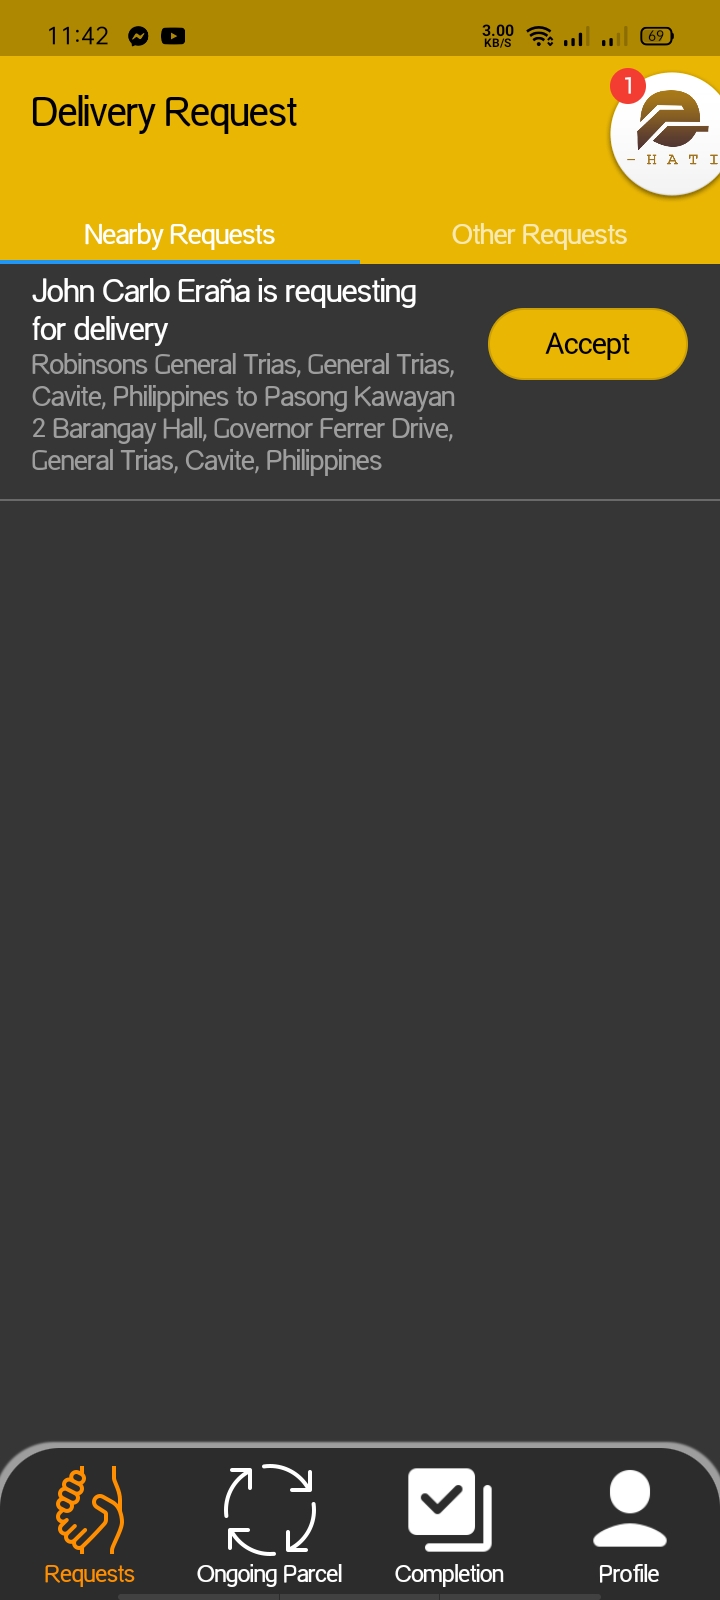 11:42
3.00
KB/S
69
Delivery Request
1
- HATI
Nearby Requests
Other Requests
John Carlo Eraña is requesting
for delivery
Accept
Robinsons General Trias, General Trias,
Cavite, Philippines to Pasong Kawayan
2 Barangay Hall, Governor Ferrer Drive,
General Trias, Cavite, Philippines
Requests
Ongoing Parcel
Completion
Profile